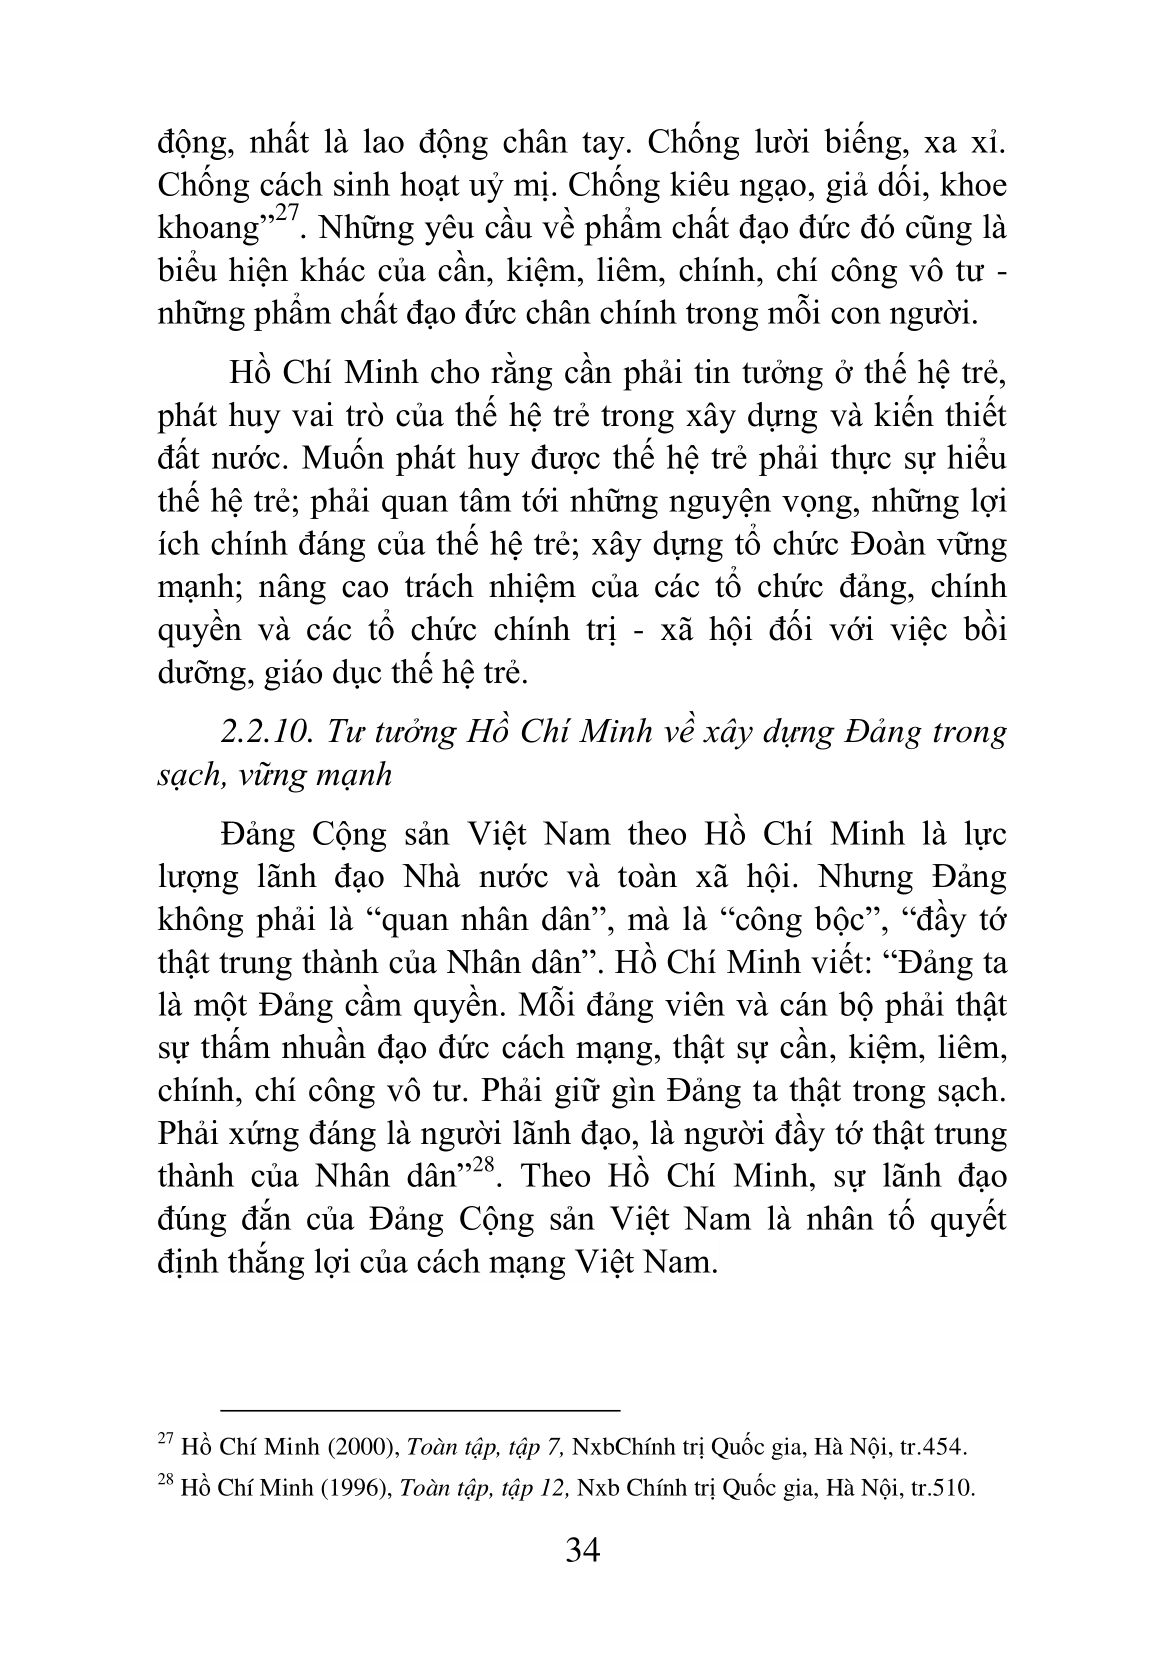 động, nhất là lao động chân tay. Chống lười biếng, xa xỉ.
Chống cách sinh hoạt uỷ mị. Chống kiêu ngạo, giả dối, khoe
khoang”27. Những yêu cầu về phẩm chất đạo đức đó cũng là
biểu hiện khác của cần, kiệm, liêm, chính, chí công vô tư -
những phẩm chất đạo đức chân chính trong mỗi con người.
Hồ Chí Minh cho rằng cần phải tin tưởng ở thế hệ trẻ,
phát huy vai trò của thế hệ trẻ trong xây dựng và kiến thiết
đất nước. Muốn phát huy được thế hệ trẻ phải thực sự hiểu
thế hệ trẻ; phải quan tâm tới những nguyện vọng, những lợi
ích chính đáng của thế hệ trẻ; xây dựng tổ chức Đoàn vững
mạnh; nâng cao trách nhiệm của các tổ chức đảng, chính
quyền và các tổ chức chính trị - xã hội đối với việc bồi
dưỡng, giáo dục thế hệ trẻ.
2.2.10. Tư tưởng Hồ Chí Minh về xây dựng Đảng trong
sạch, vững mạnh
Đảng Cộng sản Việt Nam theo Hồ Chí Minh là lực
lượng lãnh đạo Nhà nước và toàn xã hội. Nhưng Đảng
không phải là “quan nhân dân”, mà là “công bộc”, “đầy tớ
thật trung thành của Nhân dân”. Hồ Chí Minh viết: “Đảng ta
là một Đảng cầm quyền. Mỗi đảng viên và cán bộ phải thật
sự thấm nhuần đạo đức cách mạng, thật sự cần, kiệm, liêm,
chính, chí công vô tư. Phải giữ gìn Đảng ta thật trong sạch.
Phải xứng đáng là người lãnh đạo, là người đầy tớ thật trung
thành của Nhân dân”28. Theo Hồ Chí Minh, sự lãnh đạo
đúng đắn của Đảng Cộng sản Việt Nam là nhân tố quyết
định thắng lợi của cách mạng Việt Nam.
27 Hồ Chí Minh (2000), Toàn tập, tập 7, NxbChính trị Quốc gia, Hà Nội, tr.454.
28 Hồ Chí Minh (1996), Toàn tập, tập 12, Nxb Chính trị Quốc gia, Hà Nội, tr.510.
34